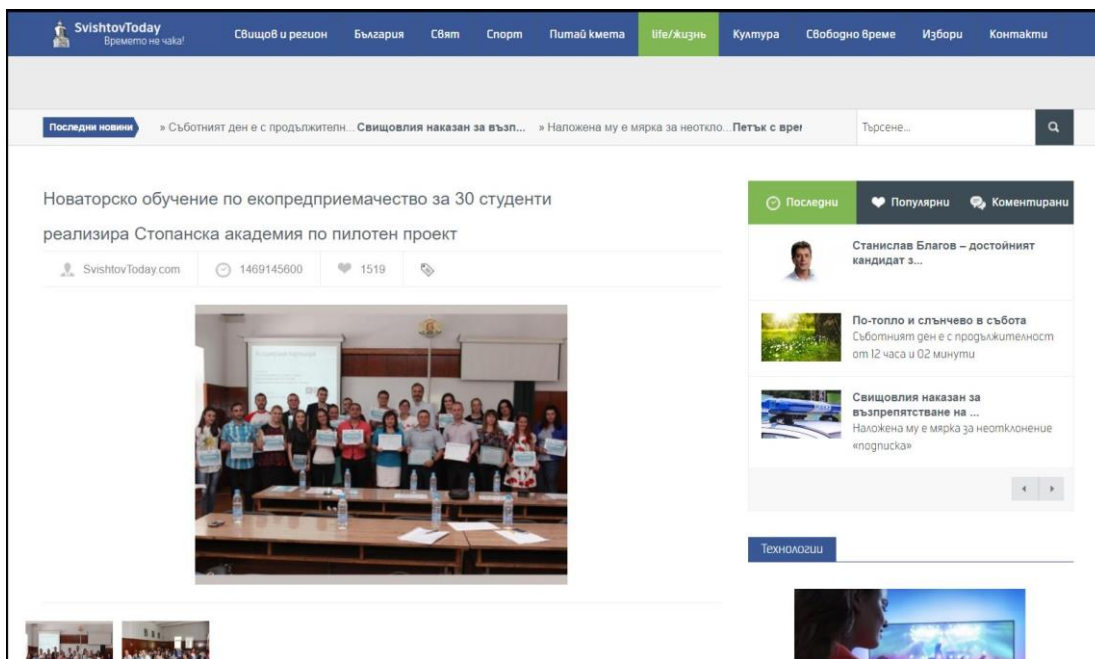 SvishtovToday
Времето не чака!
Свищов и регион България Свят Спорт Питай кмета life/жизнь Култура Свободно време Избори Контакти
Последни новини » Съботният ден е с продължителн... Свищовлия наказан за възп... » Наложена му е мярка за неоткло... Петък с вре
Търсене...
Новаторско обучение по екопредприемачество за 30 студенти
реализира Стопанска академия по пилотен проект
SvishtovToday.com 1469145600 1519
Последни Популярни Коментирани
Станислав Благов – достойният
кандидат з...
По-топло и слънчево в събота
Съботният ден е с продължителност
от 12 часа и 02 минути
Свищовлия наказан за
възпрепятстване на ...
Наложена му е мярка за неотклонение
«подписка»
Технологии